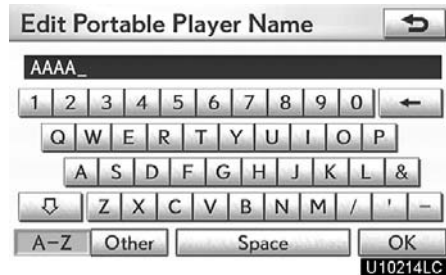 Edit Portable Player Name
AAAA_
1 2 3 4 5 6 7 8 9 0 ←
Q W E R T Y U I O P
A S D F G H J K L &
⇩ Z X C V B N M / ' -
A-Z Other Space OK
U10214LC